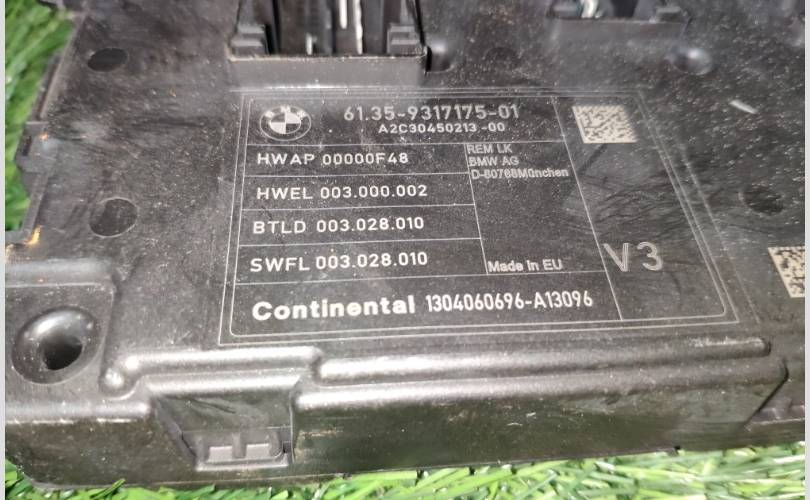 BMW
61.35-9317175-01
A2C30450213-00
HWAP 00000F48
HWEL 003.000.002
BTLD 003.028.010
SWFL 003.028.010
REM LK
BMW AG
D-80788München
Made in EU
V3
Continental 1304060696-A13096